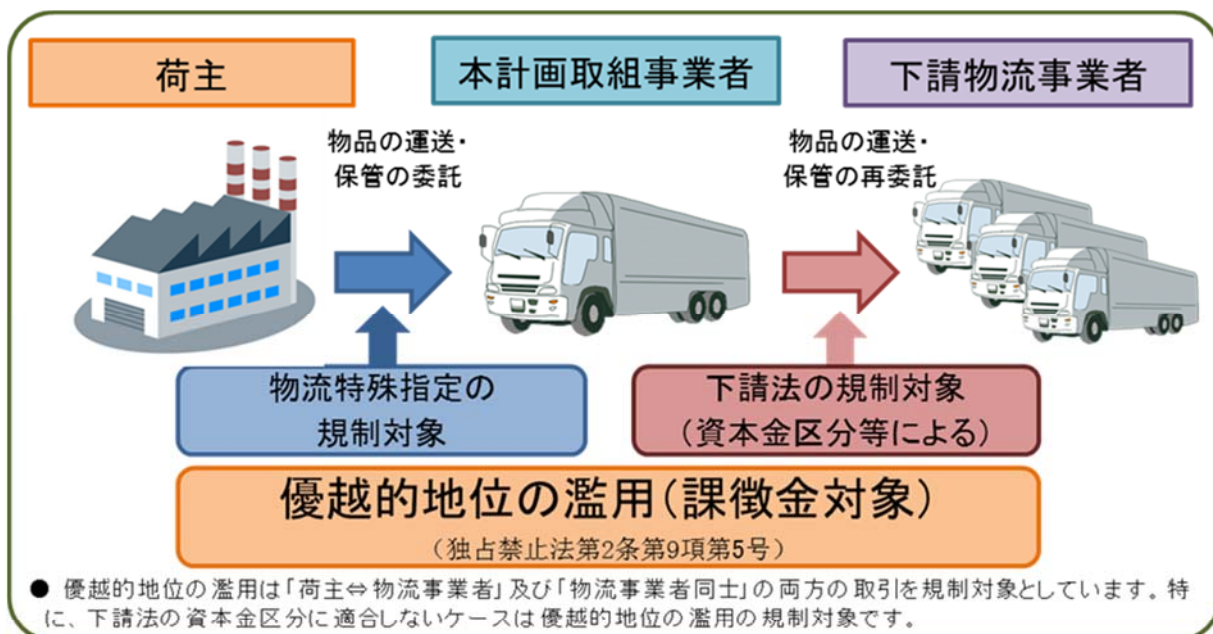 荷主
本計画取組事業者
下請物流事業者
物品の運送・
保管の委託
物品の運送・
保管の再委託
物流特殊指定の
規制対象
下請法の規制対象
(資本金区分等による)
優越的地位の濫用(課徴金対象)
(独占禁止法第2条第9項第5号)
● 優越的地位の濫用は「荷主⇔物流事業者」及び「物流事業者同士」の両方の取引を規制対象としています。特
に、下請法の資本金区分に適合しないケースは優越的地位の濫用の規制対象です。